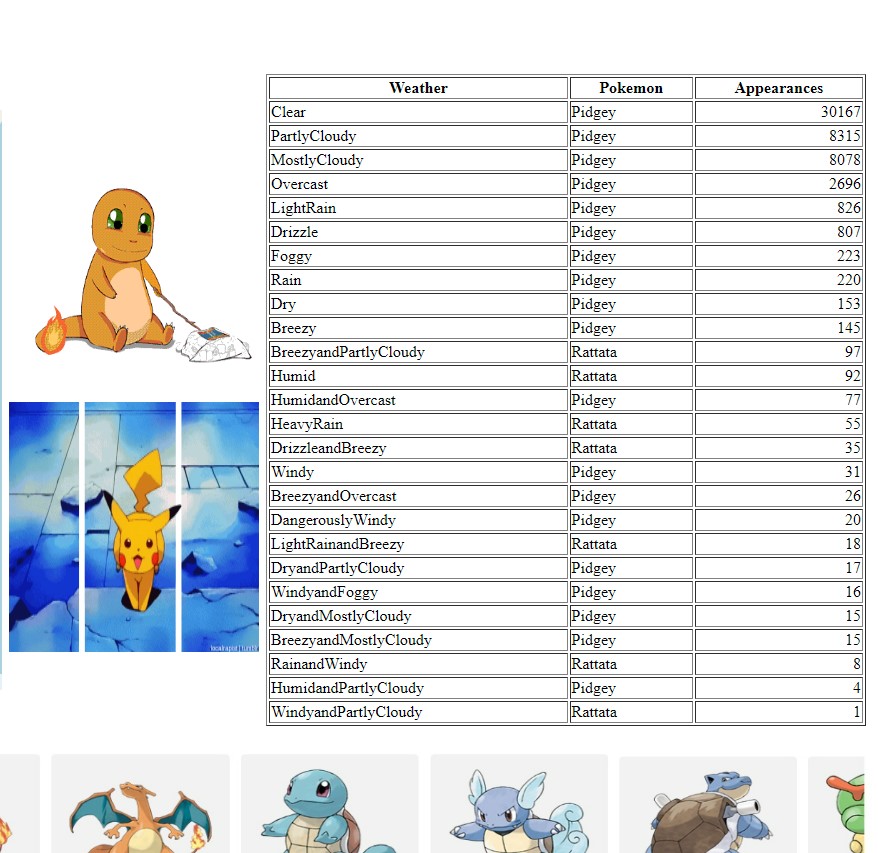 Weather Pokemon Appearances
Clear Pidgey 30167
PartlyCloudy Pidgey 8315
MostlyCloudy Pidgey 8078
Overcast Pidgey 2696
LightRain Pidgey 826
Drizzle Pidgey 807
Foggy Pidgey 223
Rain Pidgey 220
Dry Pidgey 153
Breezy Pidgey 145
BreezyandPartlyCloudy Rattata 97
Humid Rattata 92
HumidandOvercast Pidgey 77
HeavyRain Rattata 55
DrizzleandBreezy Rattata 35
Windy Pidgey 31
BreezyandOvercast Pidgey 26
DangerouslyWindy Pidgey 20
LightRainandBreezy Rattata 18
DryandPartlyCloudy Pidgey 17
WindyandFoggy Pidgey 16
DryandMostlyCloudy Pidgey 15
BreezyandMostlyCloudy Pidgey 15
RainandWindy Rattata 8
HumidandPartlyCloudy Pidgey 4
WindyandPartlyCloudy Rattata 1